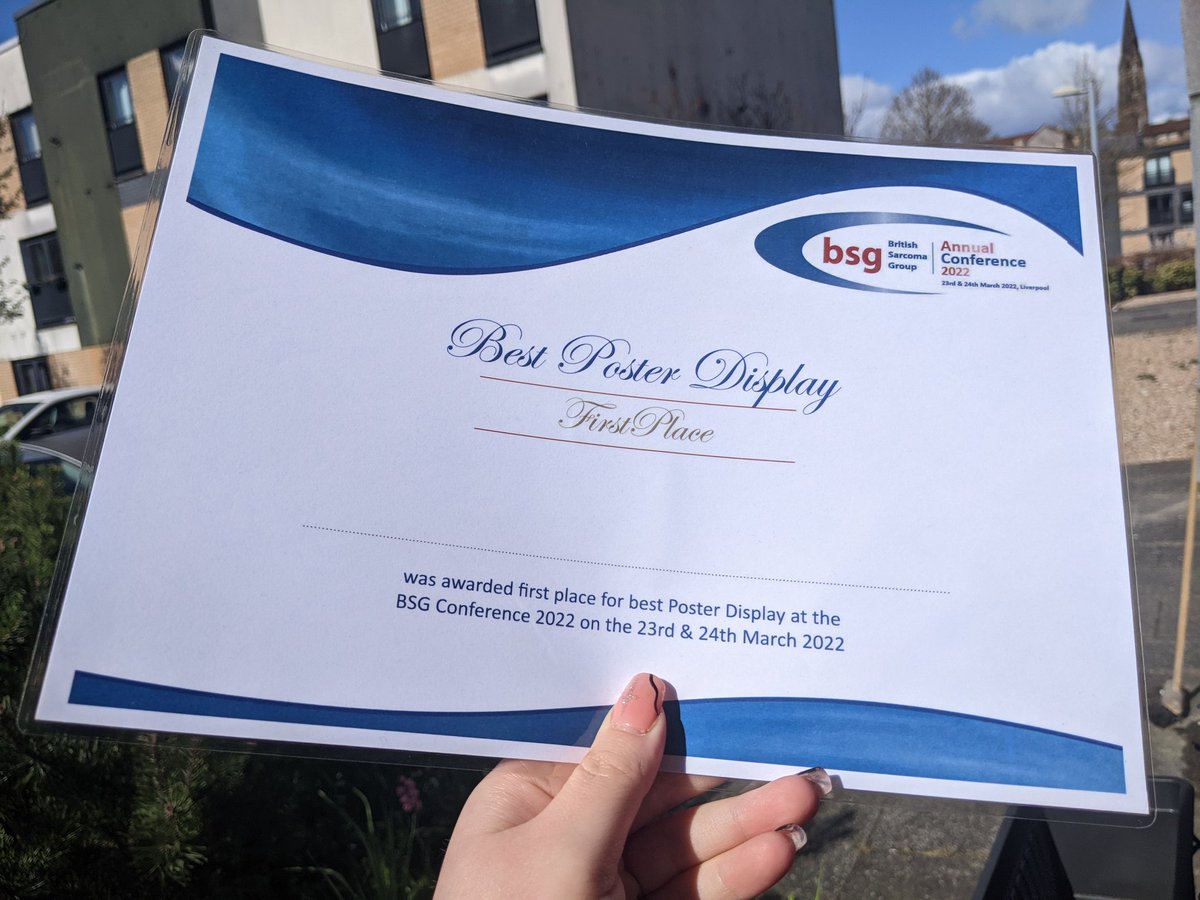 bsg
British
Sarcoma
Group
Annual
Conference
2022
23rd & 24th March 2022, Liverpool
Best Poster Display
First Place
was awarded first place for best Poster Display at the
BSG Conference 2022 on the 23rd & 24th March 2022